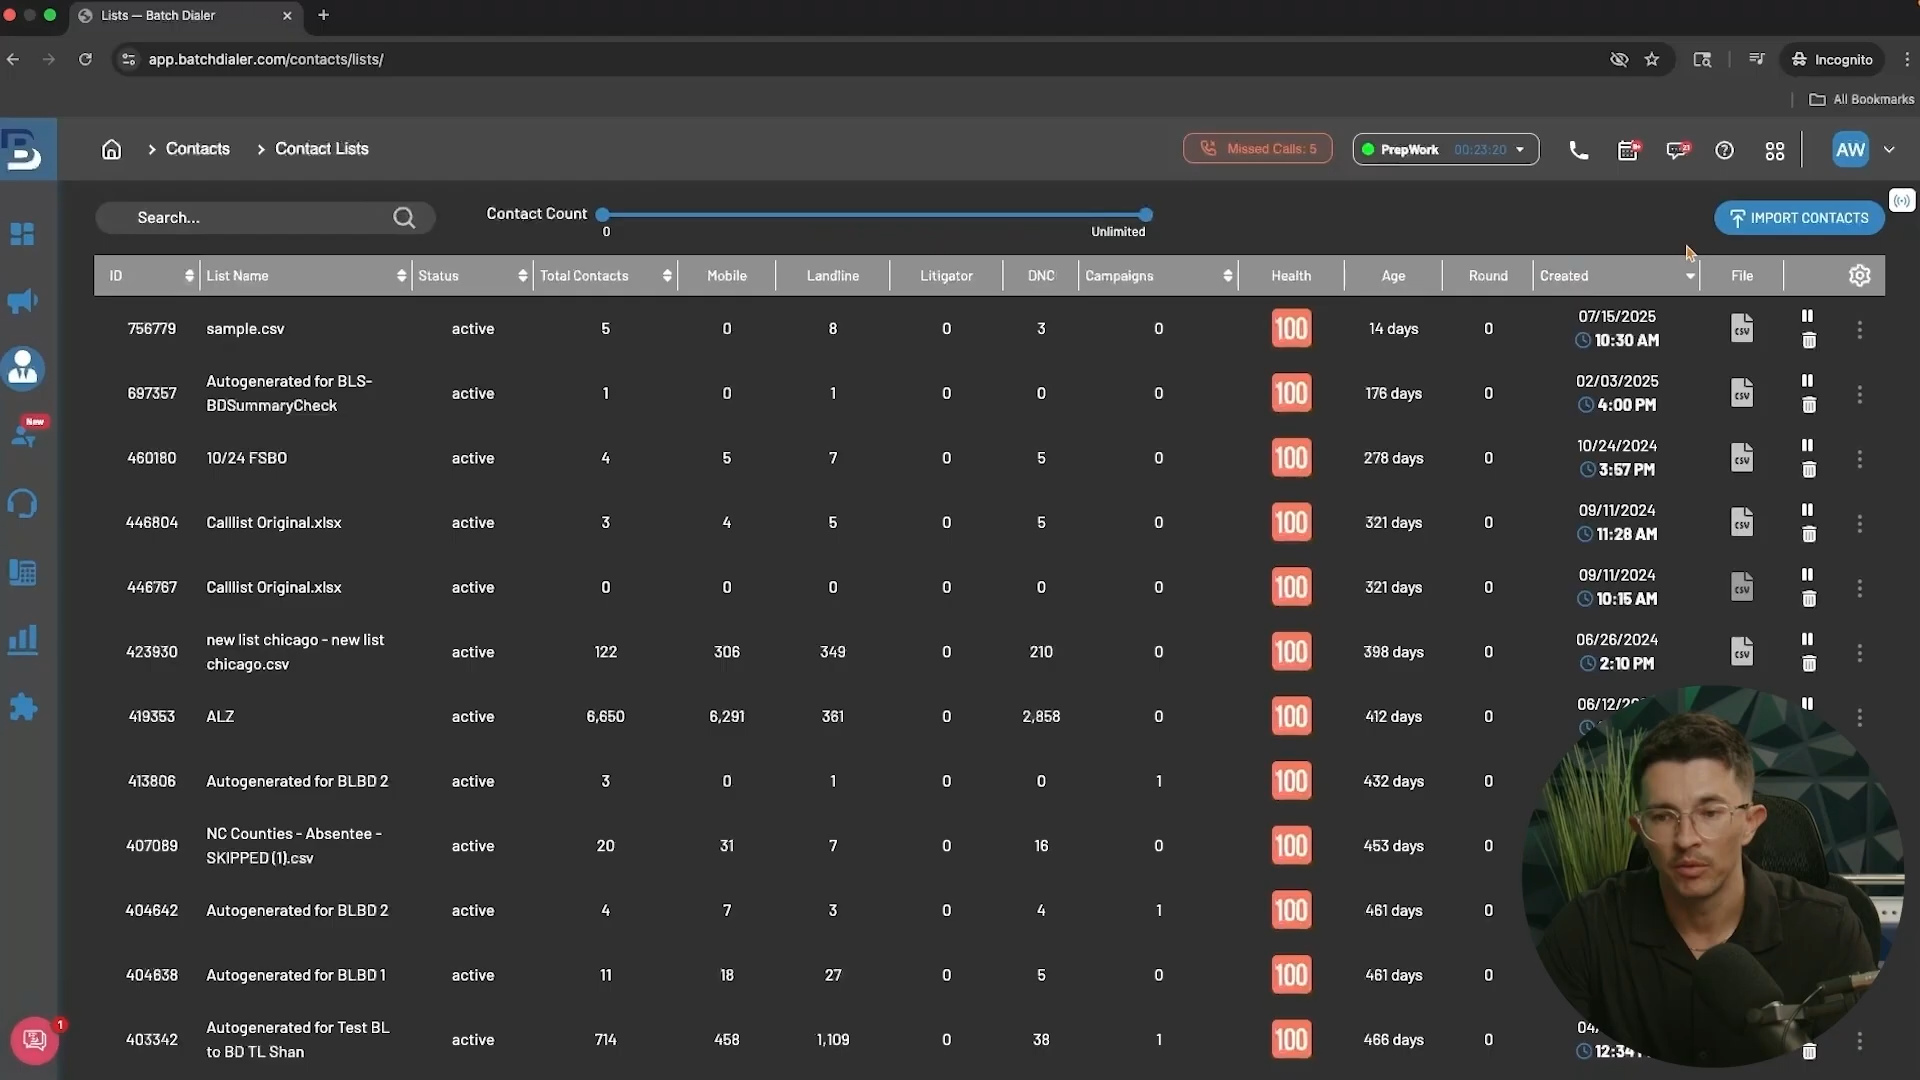 Lists — Batch Dialer
app.batchdialer.com/contacts/lists/
Incognito
All Bookmarks
B
Contacts
Contact Lists
Missed Calls: 5
PrepWork 00:23:20
AW
Search...
Contact Count
0
Unlimited
IMPORT CONTACTS
ID List Name Status Total Contacts Mobile Landline Litigator DNC Campaigns Health Age Round Created File
756779 sample.csv active 5 0 8 0 3 0 100 14 days 0 07/15/2025 CSV
10:30 AM
Autogenerated for BLS-
697357 BDSummaryCheck active 1 0 1 0 0 0 100 176 days 0 02/03/2025 CSV
4:00 PM
New
460180 10/24 FSBO active 4 5 7 0 5 0 100 278 days 0 10/24/2024 CSV
3:57 PM
446804 Calllist Original.xlsx active 3 4 5 0 5 0 100 321 days 0 09/11/2024 CSV
11:28 AM
446767 Calllist Original.xlsx active 0 0 0 0 0 0 100 321 days 0 09/11/2024 CSV
10:15 AM
new list chicago - new list
423930 chicago.csv active 122 306 349 0 210 0 100 398 days 0 06/26/2024 CSV
2:10 PM
419353 ALZ active 6,650 6,291 361 0 2,858 0 100 412 days 0 06/12/20
413806 Autogenerated for BLBD 2 active 3 0 1 0 0 1 100 432 days 0
NC Counties - Absentee -
407089 SKIPPED (1).csv active 20 31 7 0 16 0 100 453 days 0
404642 Autogenerated for BLBD 2 active 4 7 3 0 4 1 100 461 days 0
404638 Autogenerated for BLBD 1 active 11 18 27 0 5 0 100 461 days 0
Autogenerated for Test BL
403342 to BD TL Shan active 714 458 1,109 0 38 1 100 466 days 0 04/
12:34
1